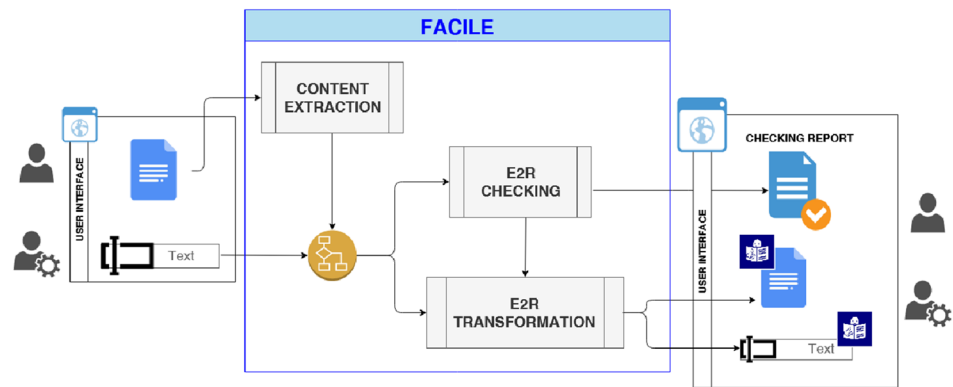 FACILE
CONTENT
EXTRACTION
USER INTERFACE
Text
E2R
CHECKING
E2R
TRANSFORMATION
USER INTERFACE
CHECKING REPORT
Text